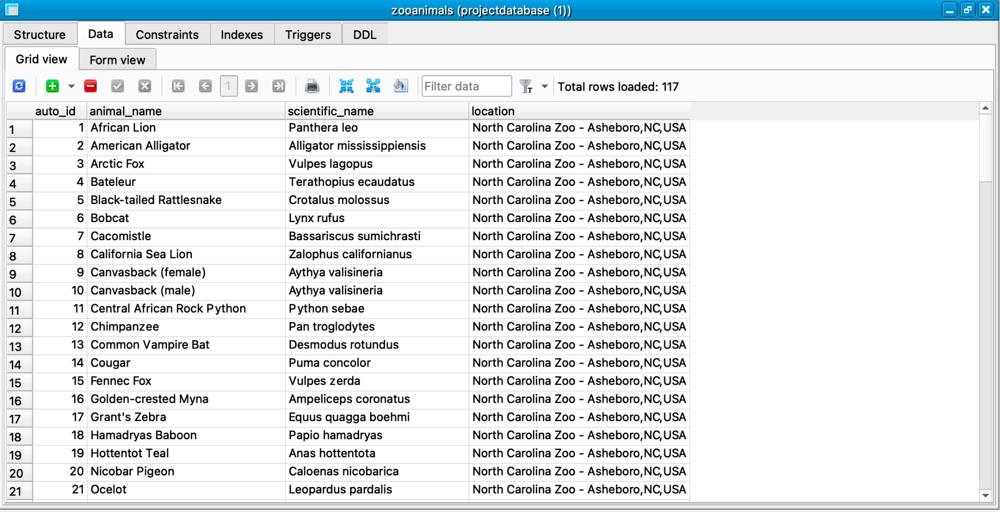 zooanimals (projectdatabase (1))
Structure Data Constraints Indexes Triggers DDL
Grid view Form view
1 Filter data T Total rows loaded: 117
auto_id animal_name scientific_name location
1 1 African Lion Panthera leo North Carolina Zoo - Asheboro,NC,USA
2 2 American Alligator Alligator mississippiensis North Carolina Zoo - Asheboro,NC,USA
3 3 Arctic Fox Vulpes lagopus North Carolina Zoo - Asheboro,NC,USA
4 4 Bateleur Terathopius ecaudatus North Carolina Zoo - Asheboro,NC,USA
5 5 Black-tailed Rattlesnake Crotalus molossus North Carolina Zoo - Asheboro,NC,USA
6 6 Bobcat Lynx rufus North Carolina Zoo - Asheboro,NC,USA
7 7 Cacomistle Bassariscus sumichrasti North Carolina Zoo - Asheboro,NC,USA
8 8 California Sea Lion Zalophus californianus North Carolina Zoo - Asheboro,NC,USA
9 9 Canvasback (female) Aythya valisineria North Carolina Zoo - Asheboro,NC,USA
10 10 Canvasback (male) Aythya valisineria North Carolina Zoo - Asheboro,NC,USA
11 11 Central African Rock Python Python sebae North Carolina Zoo - Asheboro,NC,USA
12 12 Chimpanzee Pan troglodytes North Carolina Zoo - Asheboro,NC,USA
13 13 Common Vampire Bat Desmodus rotundus North Carolina Zoo - Asheboro,NC,USA
14 14 Cougar Puma concolor North Carolina Zoo - Asheboro,NC,USA
15 15 Fennec Fox Vulpes zerda North Carolina Zoo - Asheboro,NC,USA
16 16 Golden-crested Myna Ampeliceps coronatus North Carolina Zoo - Asheboro,NC,USA
17 17 Grant's Zebra Equus quagga boehmi North Carolina Zoo - Asheboro,NC,USA
18 18 Hamadryas Baboon Papio hamadryas North Carolina Zoo - Asheboro,NC,USA
19 19 Hottentot Teal Anas hottentota North Carolina Zoo - Asheboro,NC,USA
20 20 Nicobar Pigeon Caloenas nicobarica North Carolina Zoo - Asheboro,NC,USA
21 21 Ocelot Leopardus pardalis North Carolina Zoo - Asheboro,NC,USA